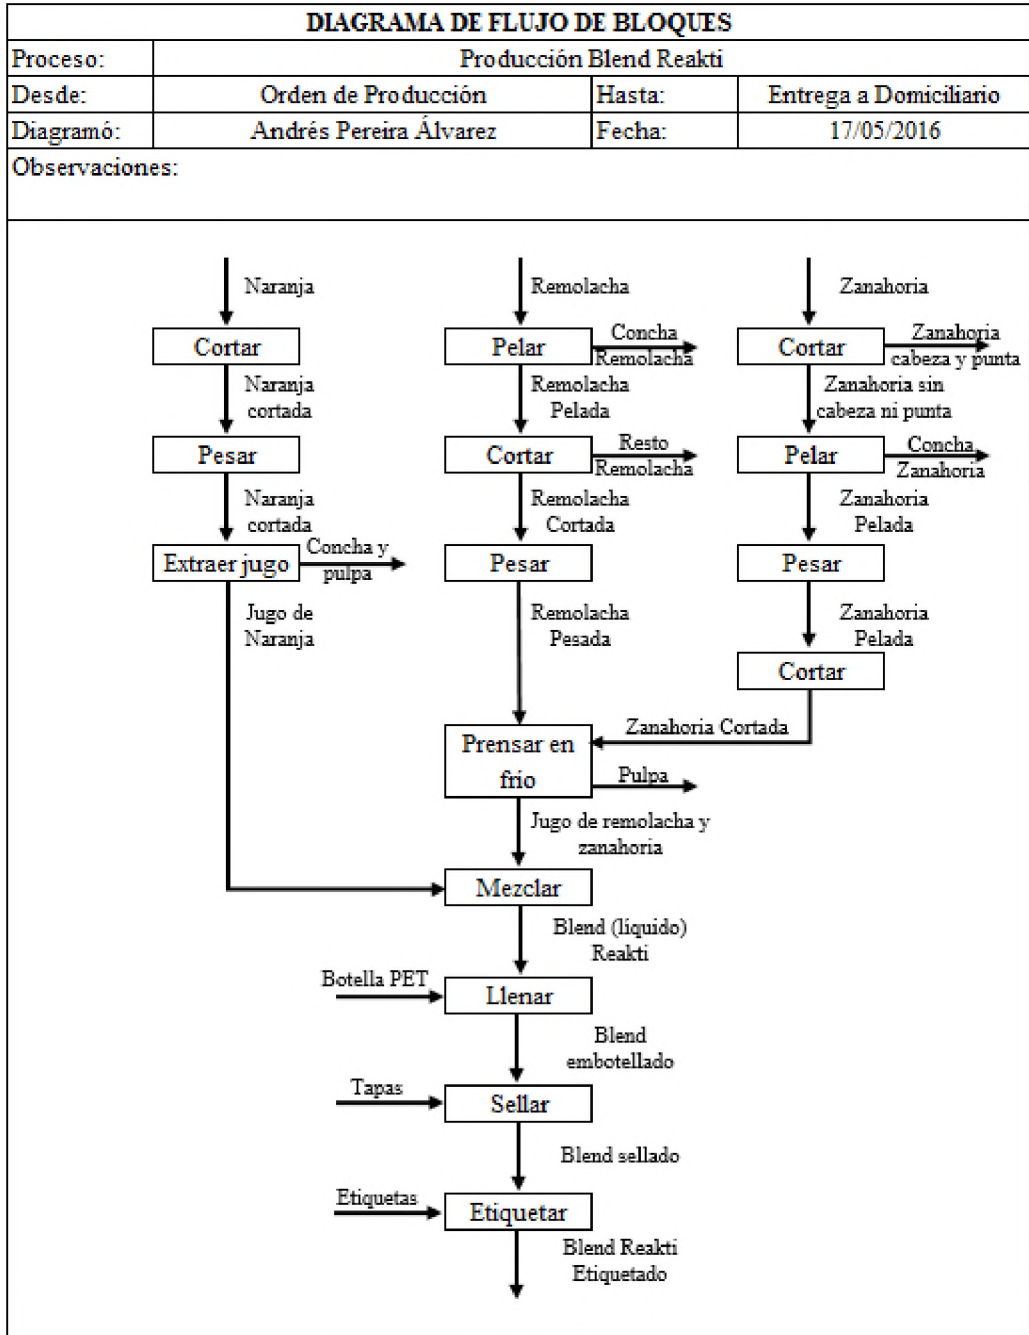 DIAGRAMA DE FLUJO DE BLOQUES
Proceso: Producción Blend Reakti
Desde: Orden de Producción Hasta: Entrega a Domiciliario
Diagramó: Andrés Pereira Álvarez Fecha: 17/05/2016
Observaciones:
Naranja
Cortar
Naranja
cortada
Pesar
Naranja
cortada
Extraer jugo
Concha y
pulpa
Jugo de
Naranja
Remolacha
Pelar
Concha
Remolacha
Remolacha
Pelada
Cortar
Resto
Remolacha
Remolacha
Cortada
Pesar
Remolacha
Pesada
Zanahoria
Cortar
Zanahoria
cabeza y punta
Zanahoria sin
cabeza ni punta
Pelar
Concha
Zanahoria
Zanahoria
Pelada
Pesar
Zanahoria
Pelada
Cortar
Zanahoria Cortada
Prensar en
frio
Pulpa
Jugo de remolacha y
zanahoria
Mezclar
Blend (líquido)
Reakti
Botella PET
Llenar
Blend
embotellado
Tapas
Sellar
Blend sellado
Etiquetas
Etiquetar
Blend Reakti
Etiquetado